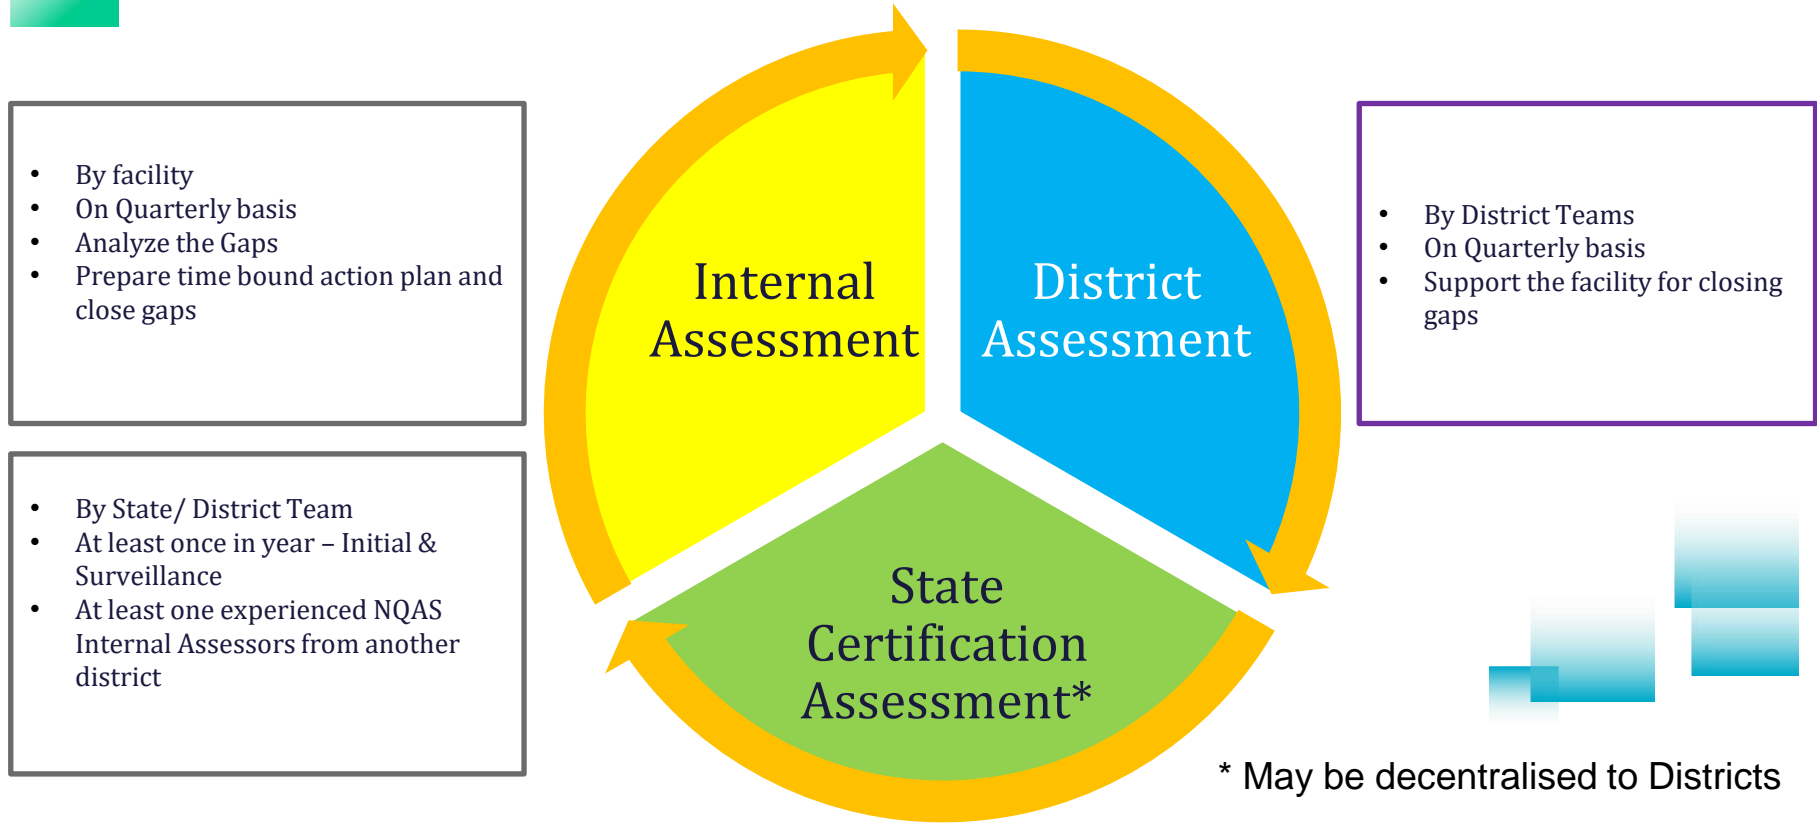 • By facility
• On Quarterly basis
• Analyze the Gaps
• Prepare time bound action plan and
close gaps
Internal
Assessment
District
Assessment
• By District Teams
• On Quarterly basis
• Support the facility for closing
gaps
• By State/ District Team
• At least once in year – Initial &
Surveillance
• At least one experienced NQAS
Internal Assessors from another
district
State
Certification
Assessment*
* May be decentralised to Districts